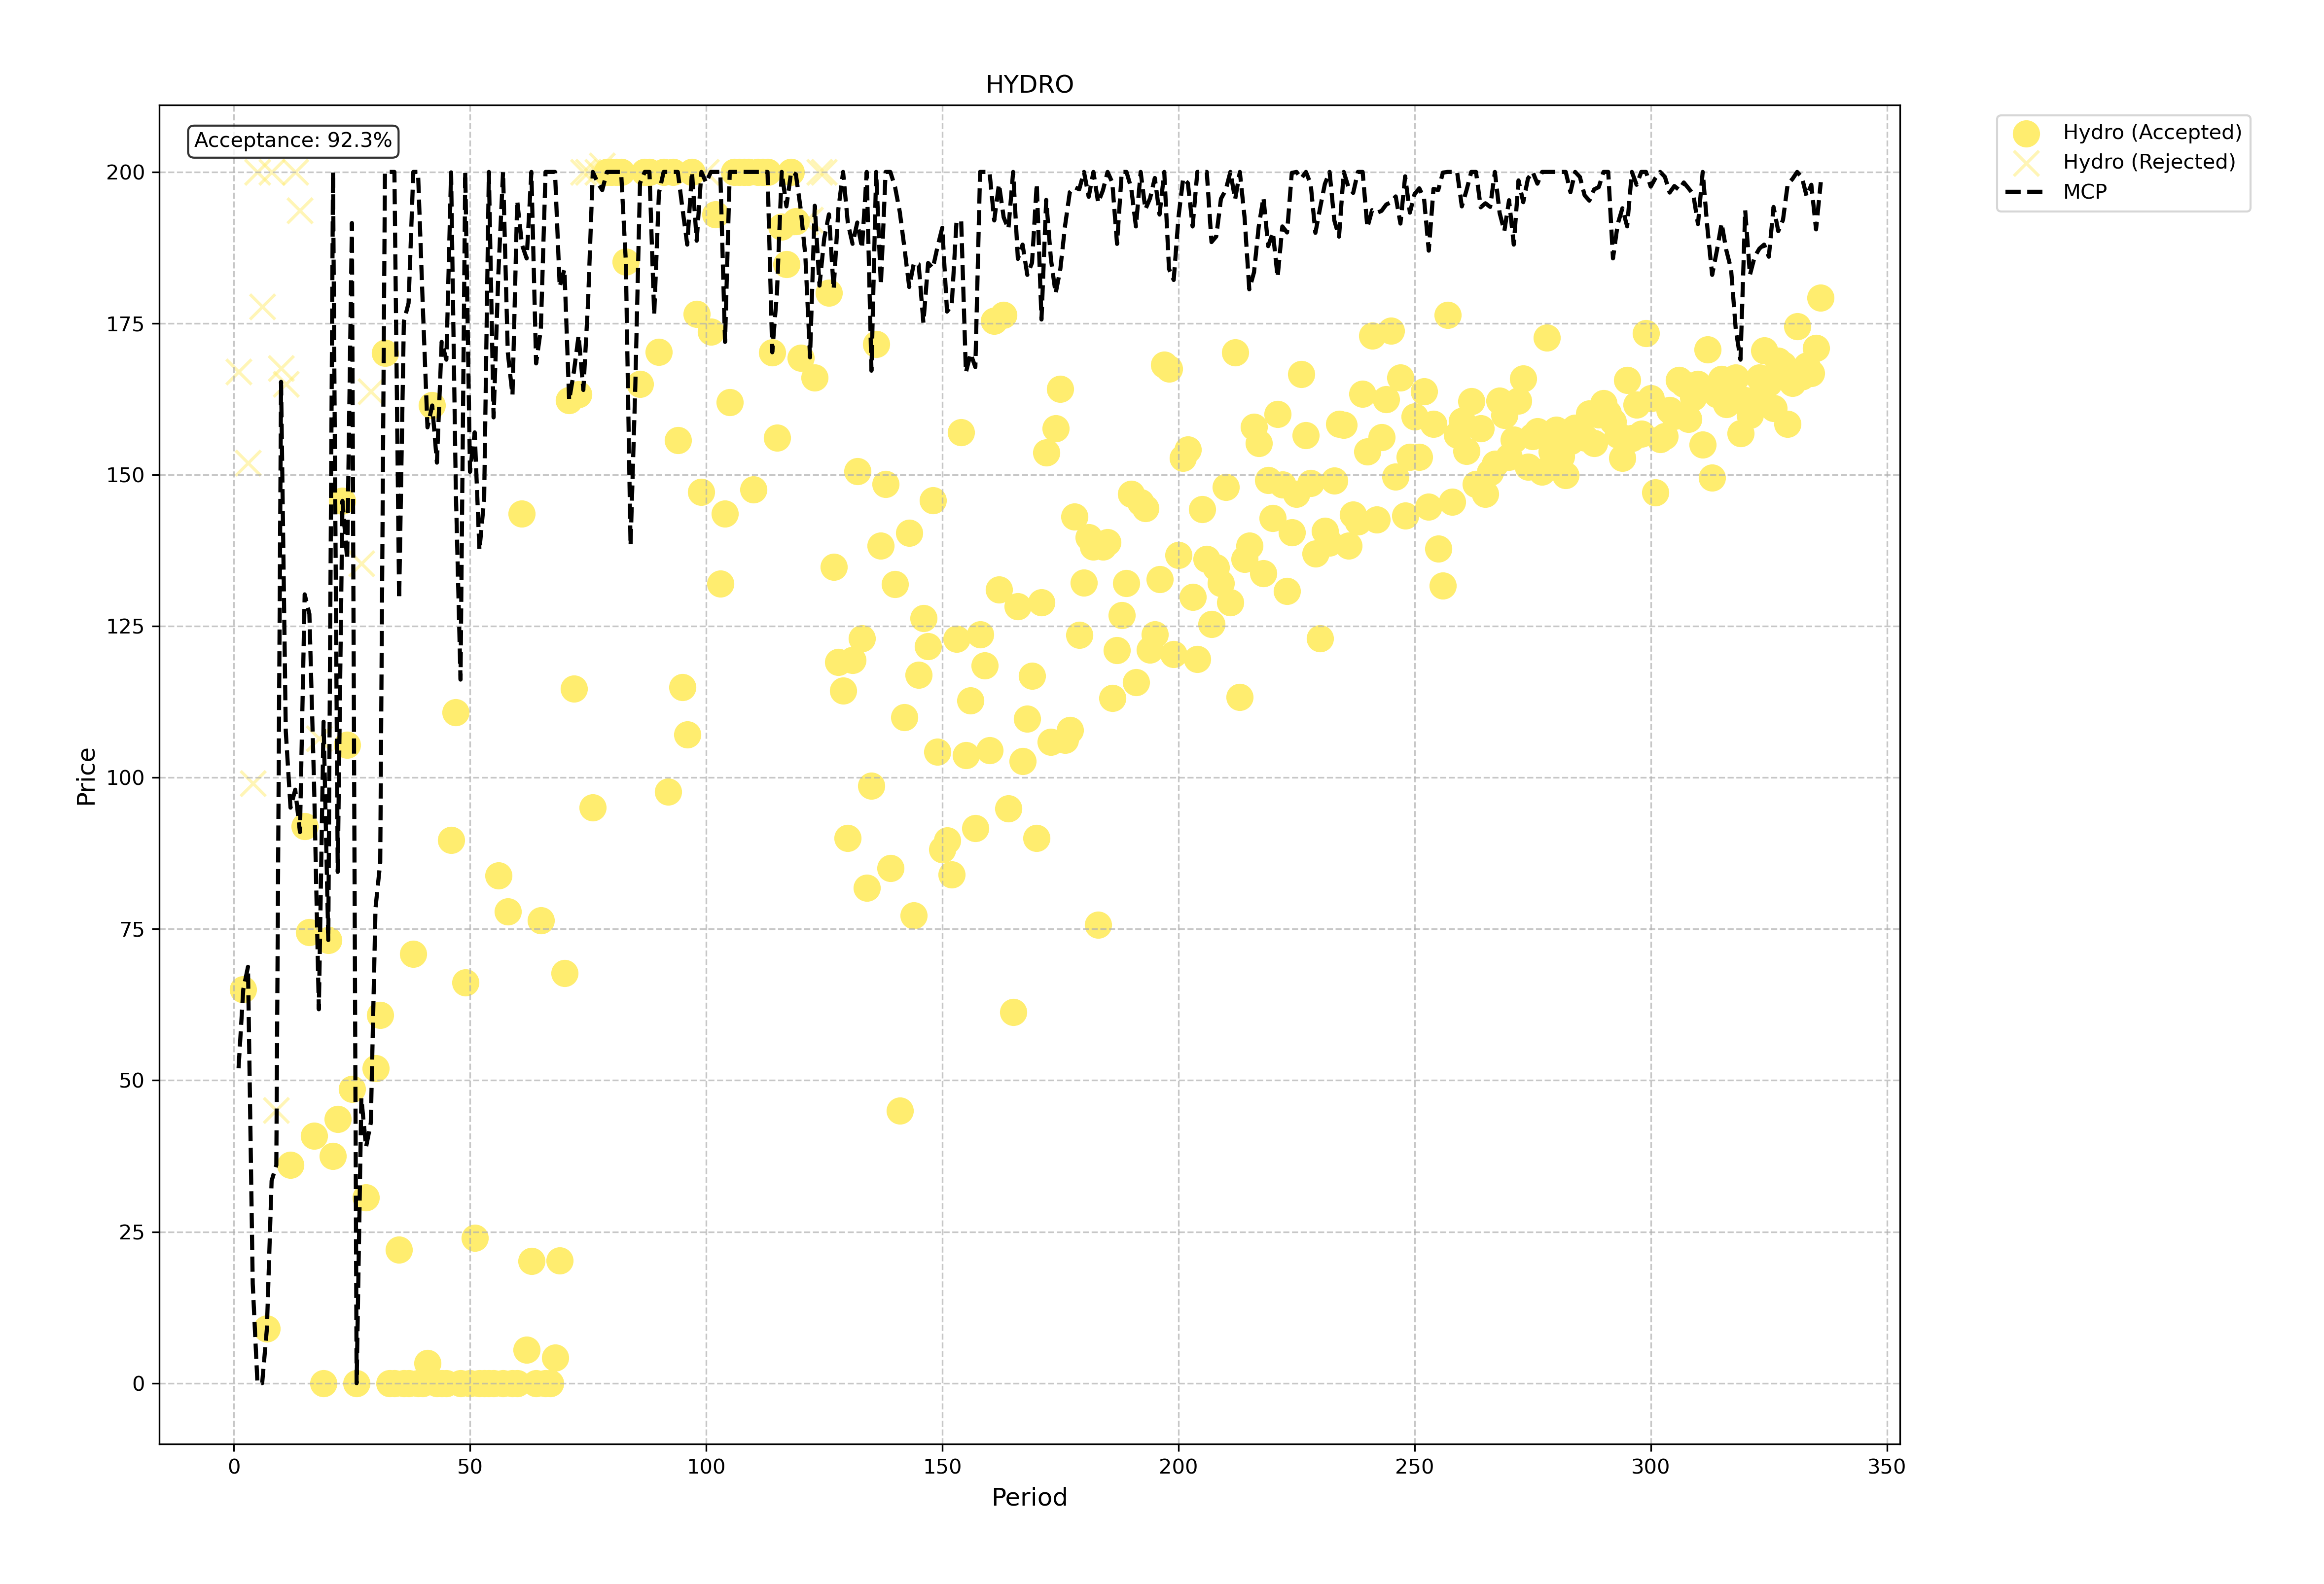 HYDRO
Acceptance: 92.3%
Hydro (Accepted)
Hydro (Rejected)
MCP
200
175
150
125
100
75
50
25
0
Price
0
50
100
150
200
250
300
350
Period